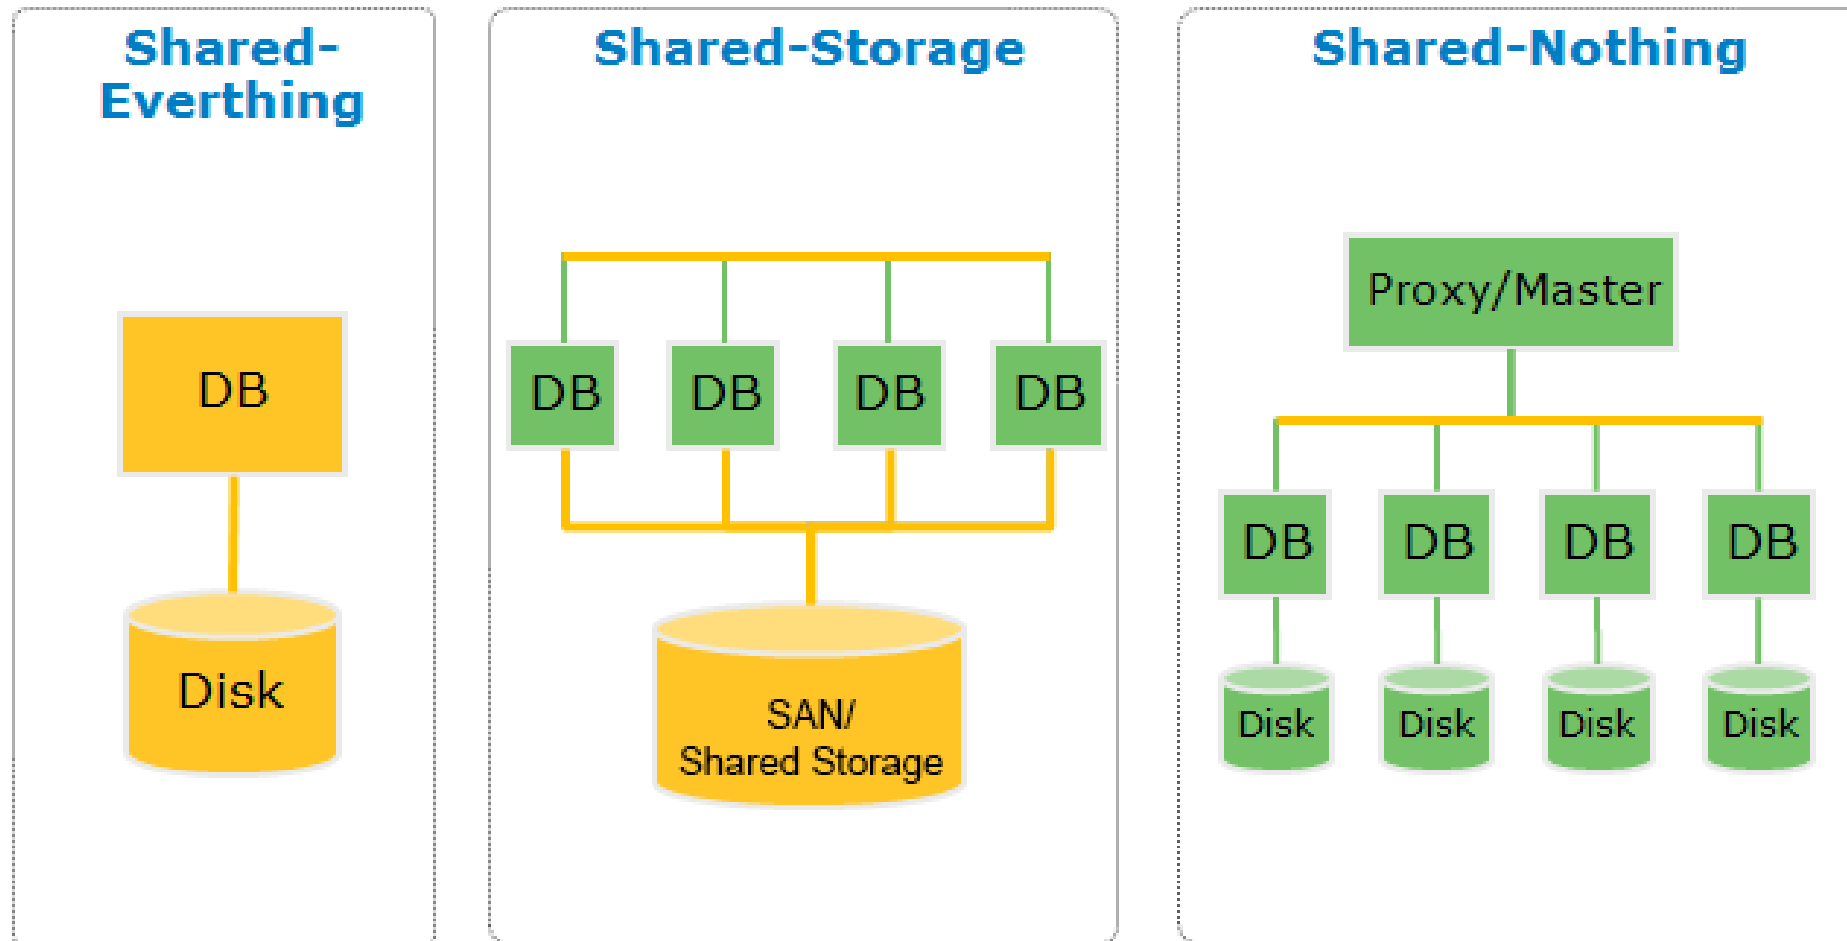 Shared-
Everthing
DB
Disk
Shared-Storage
DB
DB
DB
DB
SAN/
Shared Storage
Shared-Nothing
Proxy/Master
DB
DB
DB
DB
Disk
Disk
Disk
Disk